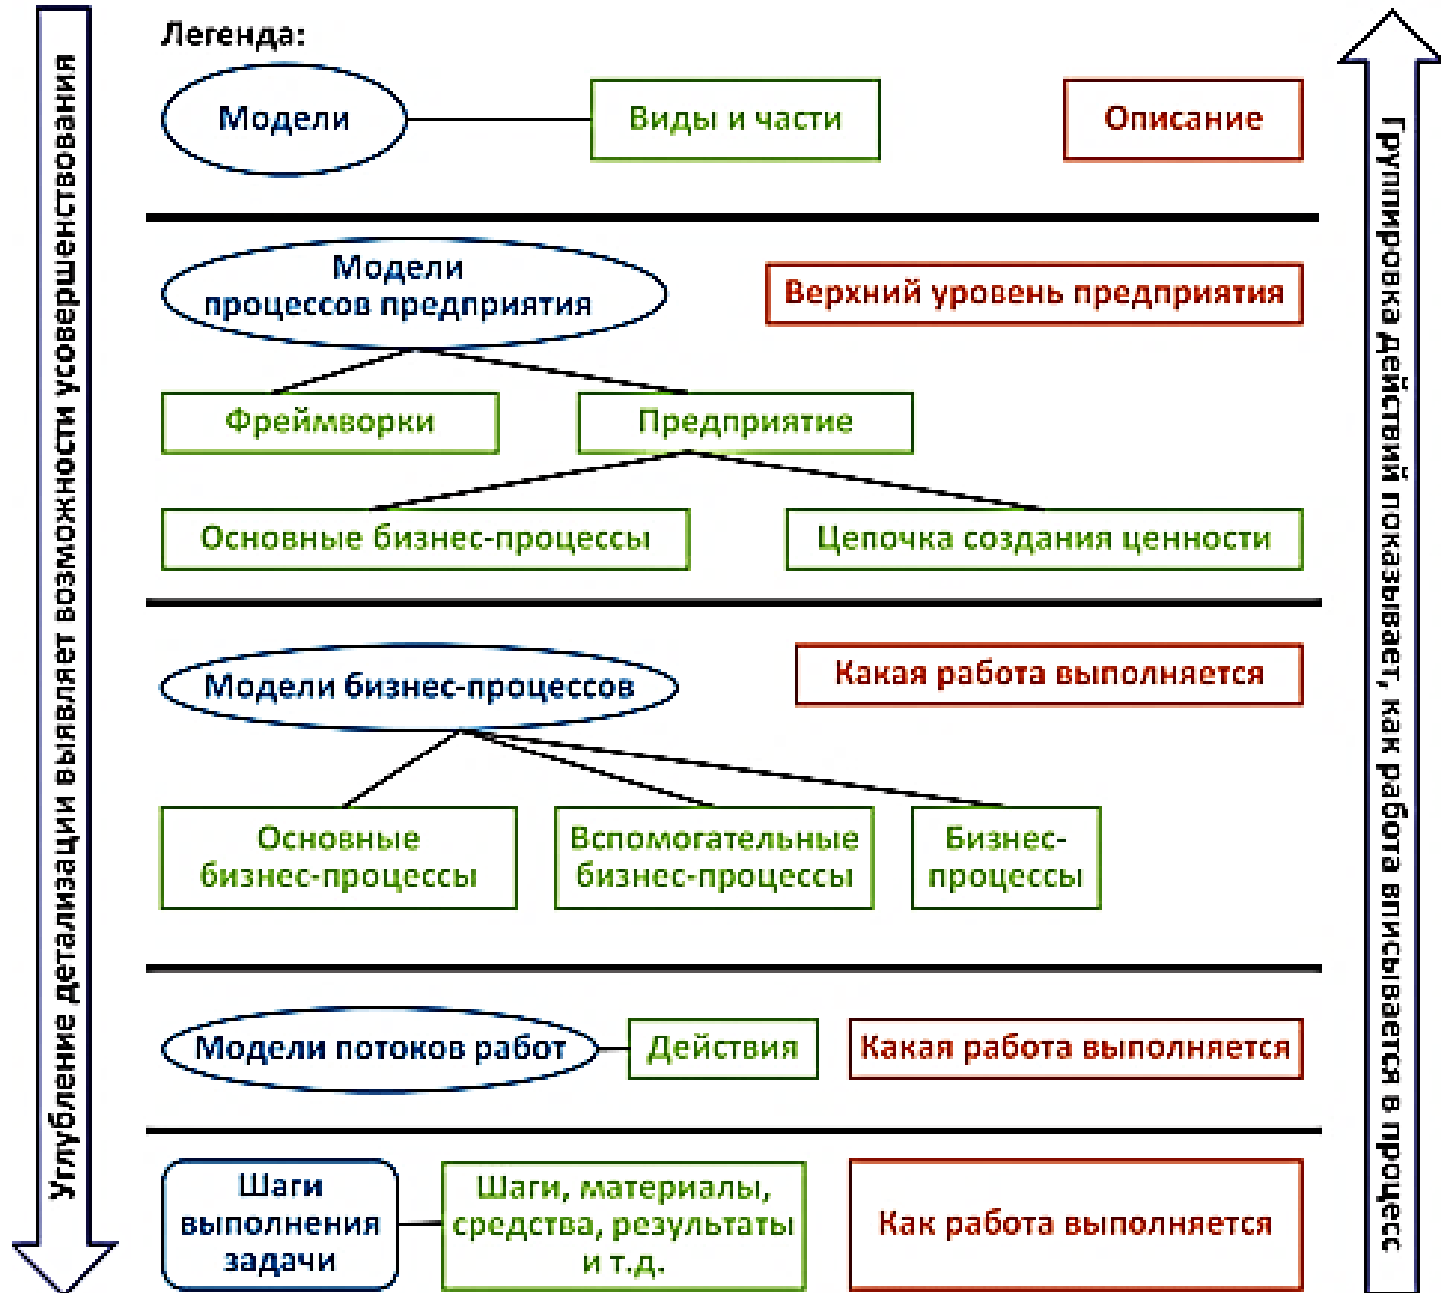 Легенда:
Модели
Виды и части
Описание
Модели
процессов предприятия
Верхний уровень предприятия
Фреймворки
Предприятие
Основные бизнес-процессы
Цепочка создания ценности
Модели бизнес-процессов
Какая работа выполняется
Основные
бизнес-процессы
Вспомогательные
бизнес-процессы
Бизнес-
процессы
Модели потоков работ
Действия
Какая работа выполняется
Шаги
выполнения
задачи
Шаги, материалы,
средства, результаты
и т.д.
Как работа выполняется
Углубление детализации выявляет возможности усовершенствования
Группировка действий показывает, как работа вписывается в процесс